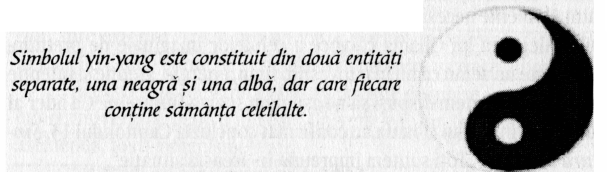 Simbolul yin-yang este constituit din două entități
separate, una neagră și una albă, dar care fiecare
conține sămânța celeilalte.